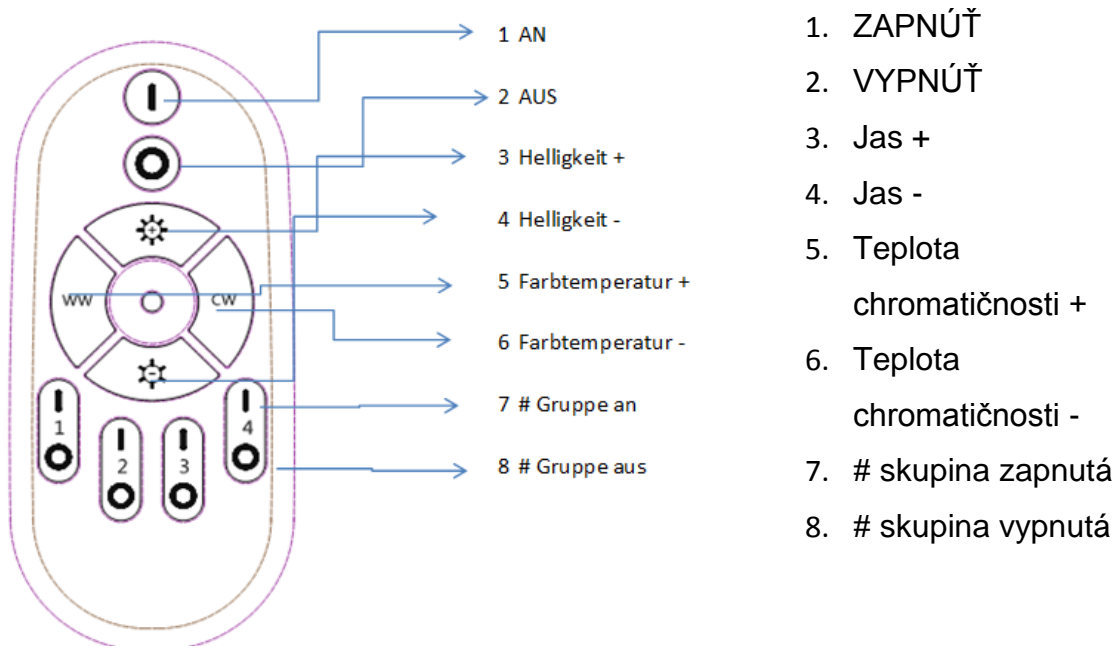 1 AN
2 AUS
3 Helligkeit +
4 Helligkeit -
5 Farbtemperatur +
6 Farbtemperatur -
7 # Gruppe an
8 # Gruppe aus
WW
CW
1
2
3
4
1. ZAPNÚŤ
2. VYPNÚŤ
3. Jas +
4. Jas -
5. Teplota
chromatičnosti +
6. Teplota
chromatičnosti -
7. # skupina zapnutá
8. # skupina vypnutá